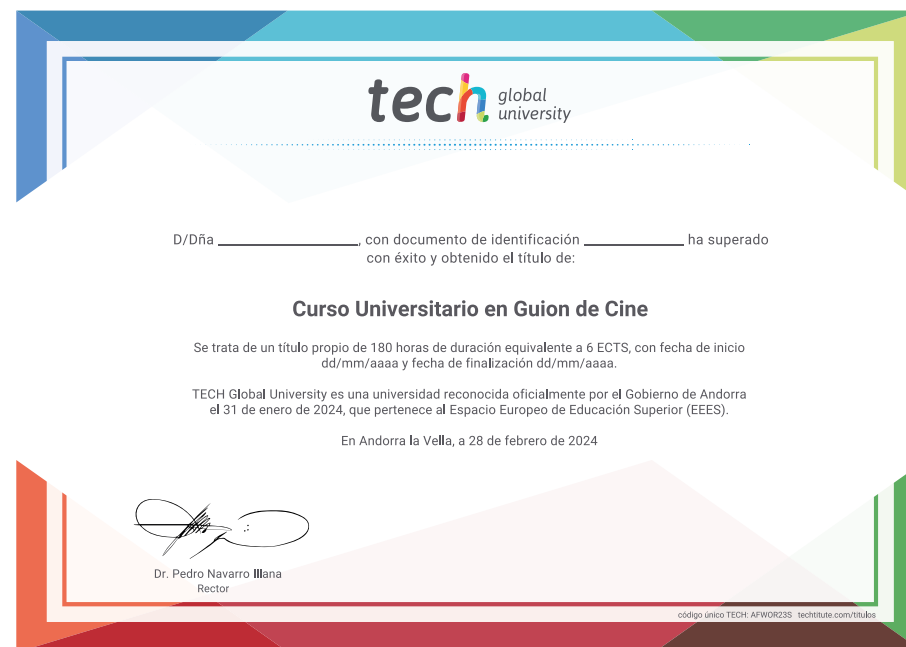 tech global university
D/Dña ____________________, con documento de identificación ______________ ha superado
con éxito y obtenido el título de:
Curso Universitario en Guion de Cine
Se trata de un título propio de 180 horas de duración equivalente a 6 ECTS, con fecha de inicio
dd/mm/aaaa y fecha de finalización dd/mm/aaaa.
TECH Global University es una universidad reconocida oficialmente por el Gobierno de Andorra
el 31 de enero de 2024, que pertenece al Espacio Europeo de Educación Superior (EEES).
En Andorra la Vella, a 28 de febrero de 2024
Dr. Pedro Navarro Illana
Rector
código único TECH: AFWOR23S techtitute.com/titulos